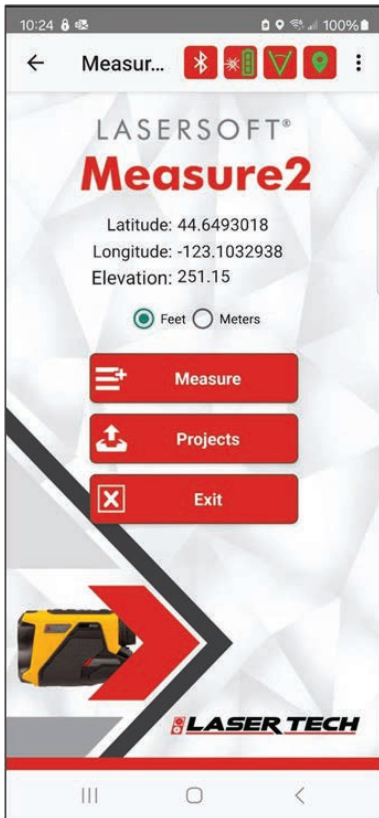 10:24
100%
Measur...
LASERSOFT®
Measure2
Latitude: 44.6493018
Longitude: -123.1032938
Elevation: 251.15
Feet Meters
Measure
Projects
Exit
LASER TECH